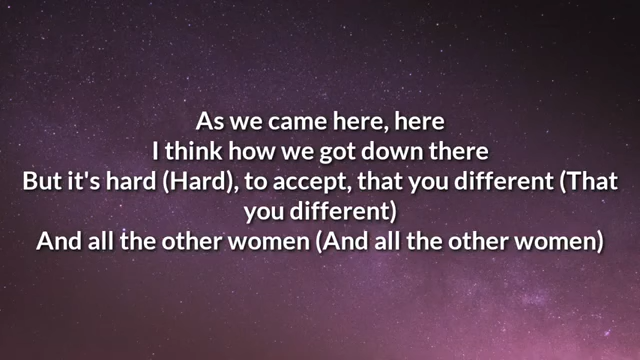 As we came here, here
I think how we got down there
But it's hard (Hard), to accept, that you different (That
you different)
And all the other women (And all the other women)